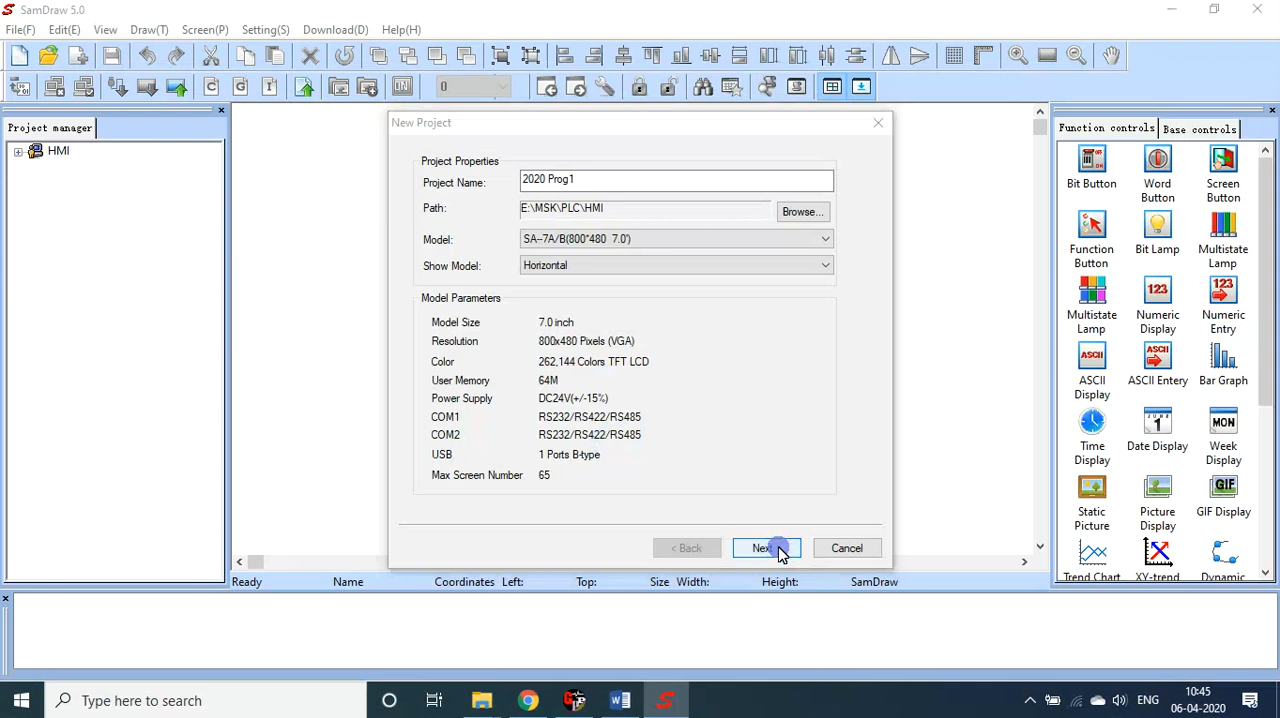 SamDraw 5.0
File(F) Edit(E) View Draw(T) Screen(P) Setting(S) Download(D) Help(H)
0
Project manager
HMI
New Project
Project Properties
Project Name: 2020 Prog1
Path: E:\MSK\PLC\HMI Browse...
Model: SA-7A/B(800*480 7.0')
Show Model: Horizontal
Model Parameters
Model Size 7.0 inch
Resolution 800x480 Pixels (VGA)
Color 262,144 Colors TFT LCD
User Memory 64M
Power Supply DC24V(+/-15%)
COM1 RS232/RS422/RS485
COM2 RS232/RS422/RS485
USB 1 Ports B-type
Max Screen Number 65
< Back Next Cancel
Function controls Base controls
Bit Button Word Button Screen Button
Function Button Bit Lamp Multistate Lamp
Multistate Lamp Numeric Display Numeric Entry
ASCII Display ASCII Entery Bar Graph
Time Display Date Display Week Display
Static Picture Picture Display GIF Display
Trend Chart XY-trend Dynamic
Ready Name Coordinates Left: Top: Size Width: Height: SamDraw
Type here to search
ENG
10:45
06-04-2020